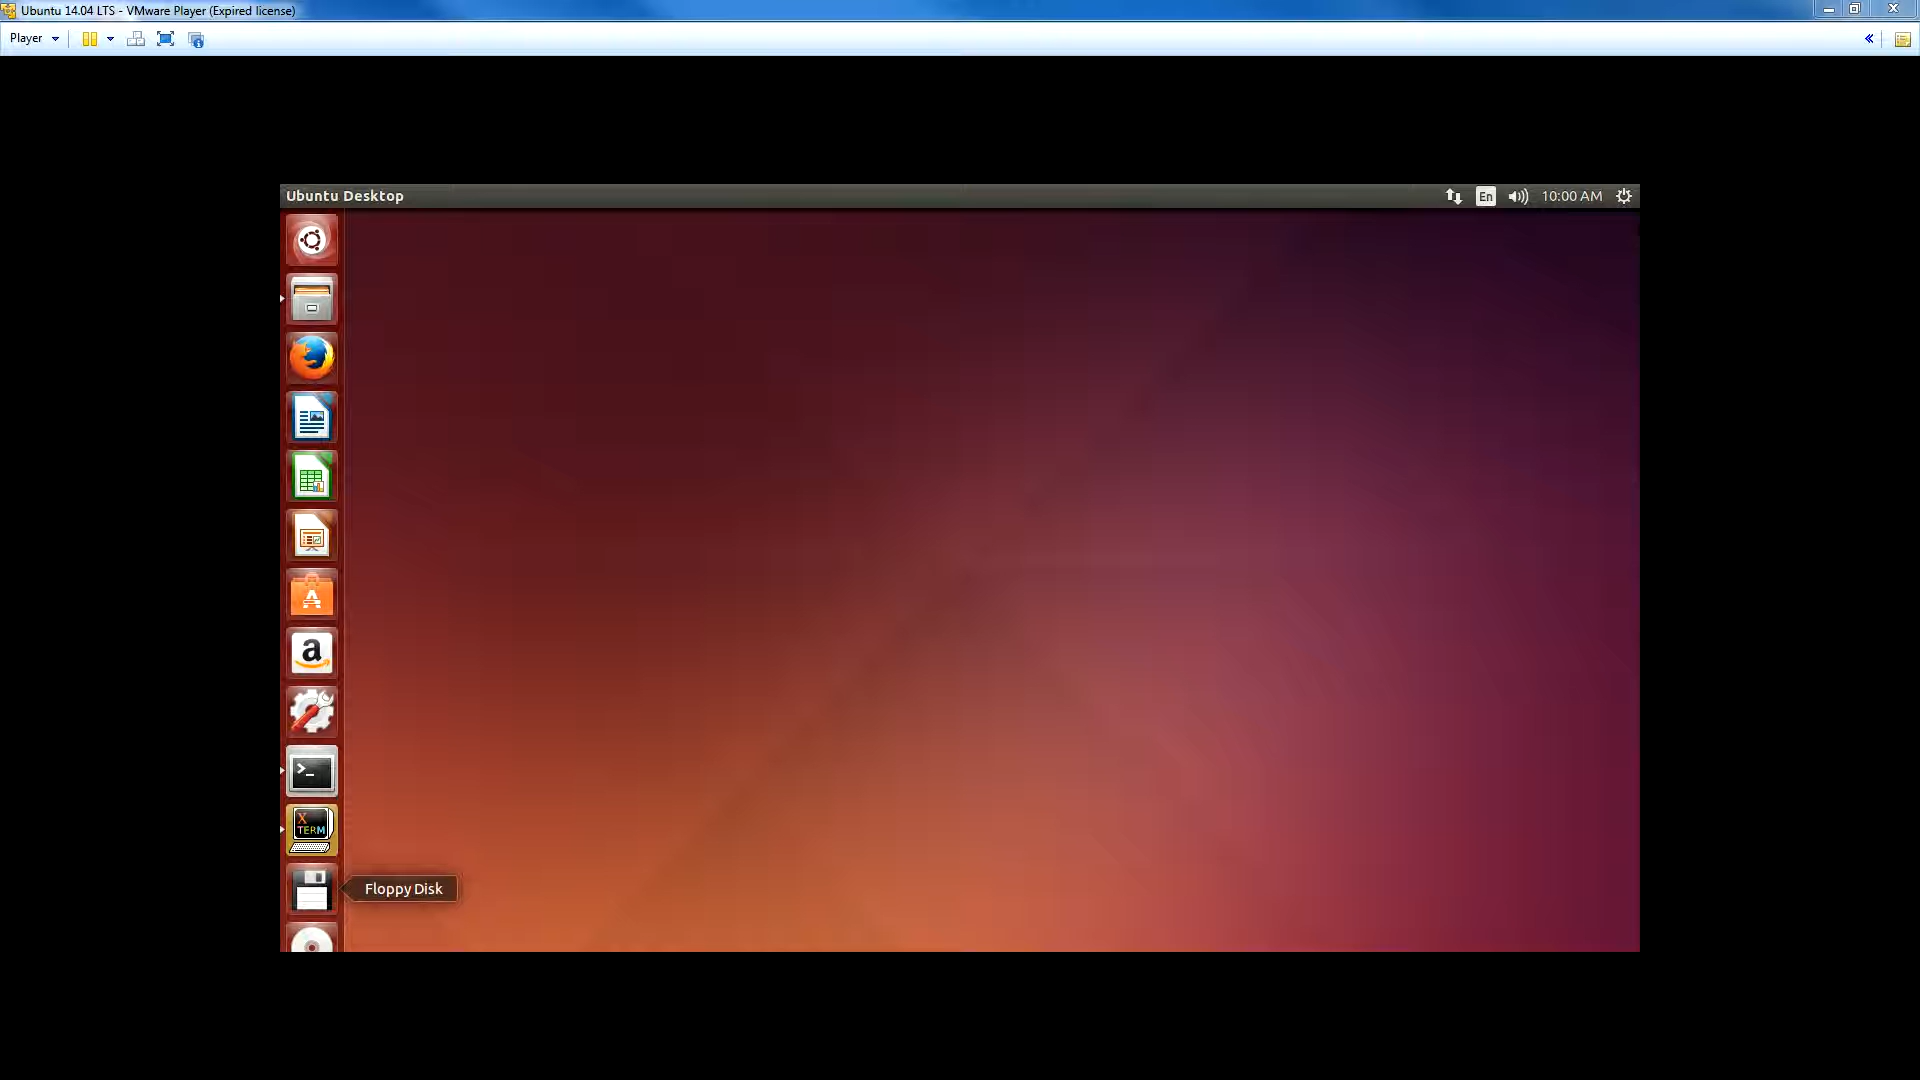 Ubuntu 14.04 LTS - VMware Player (Expired license)
Player
Ubuntu Desktop
En
10:00 AM
A
a
>_
X
TERM
Floppy Disk